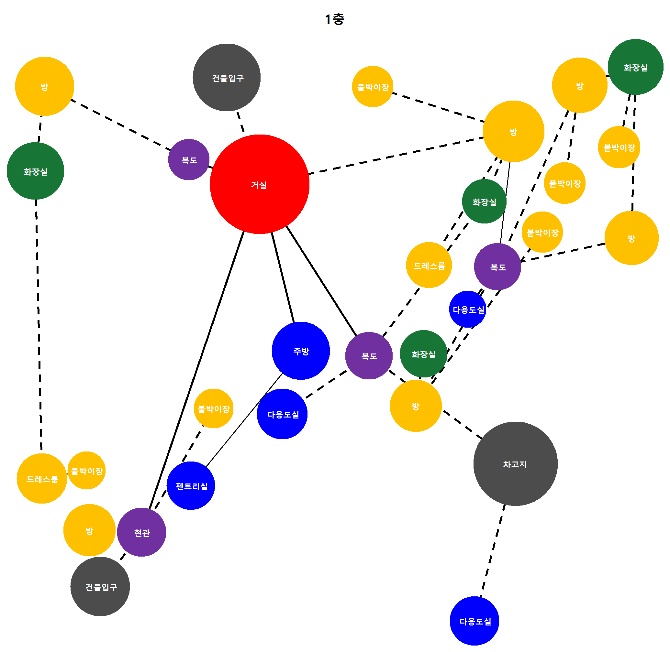 1층
화장실
방
방
건물입구
붙박이장
방
붙박이장
복도
화장실
거실
붙박이장
화장실
붙박이장
방
드레스룸
복도
다용도실
주방
복도
화장실
방
붙박이장
다용도실
차고지
붙박이장
드레스룸
팬트리실
방
현관
건물입구
다용도실